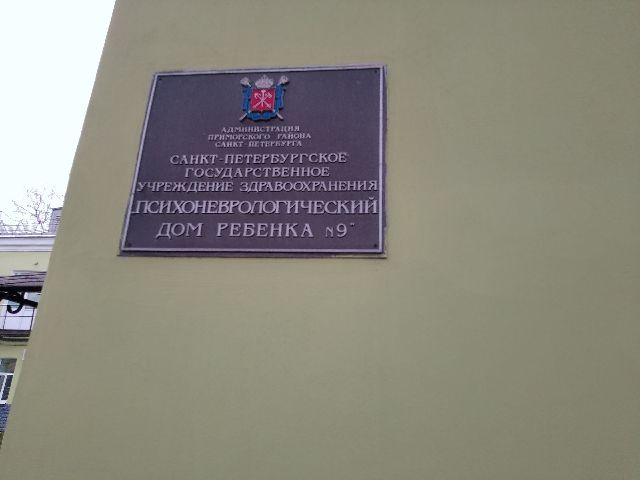 АДМИНИСТРАЦИЯ
ПРИМОРСКОГО РАЙОНА
САНКТ-ПЕТЕРБУРГА
САНКТ-ПЕТЕРБУРГСКОЕ
ГОСУДАРСТВЕННОЕ
УЧРЕЖДЕНИЕ ЗДРАВООХРАНЕНИЯ
"ПСИХОНЕВРОЛОГИЧЕСКИЙ
ДОМ РЕБЕНКА №9"